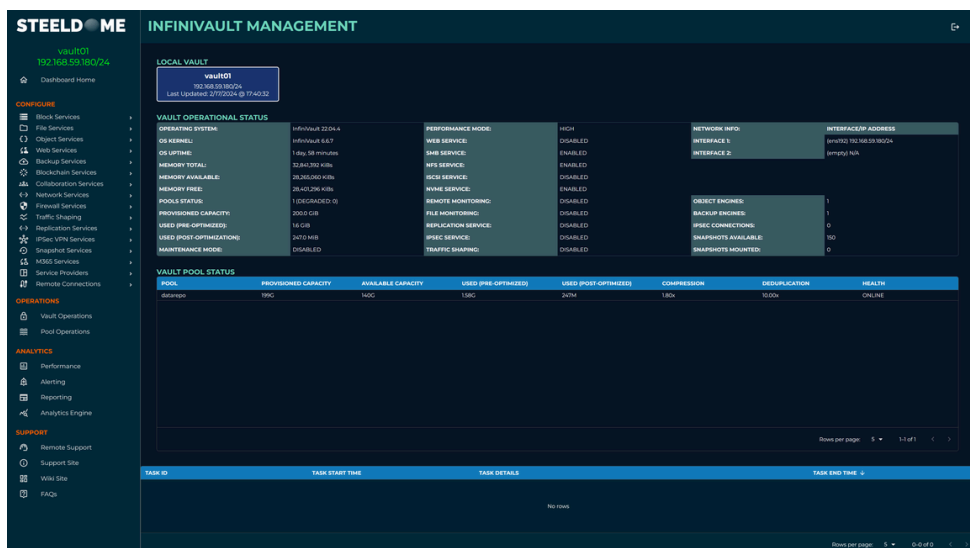 STEELDOME
INFINIVAULT MANAGEMENT
vault01
192.168.59.180/24
Dashboard Home
CONFIGURE
Block Services
File Services
Object Services
Web Services
Backup Services
Blockchain Services
Collaboration Services
Network Services
Firewall Services
Traffic Shaping
Replication Services
IPSec VPN Services
Snapshot Services
M365 Services
Service Providers
Remote Connections
OPERATIONS
Vault Operations
Pool Operations
ANALYTICS
Performance
Alerting
Reporting
Analytics Engine
SUPPORT
Remote Support
Support Site
Wiki Site
FAQs
LOCAL VAULT
vault01
192.168.59.180/24
Last Updated: 2/17/2024 @ 17:40:32
VAULT OPERATIONAL STATUS
OPERATING SYSTEM: InfiniVault 22.04.4 PERFORMANCE MODE: HIGH NETWORK INFO: INTERFACE/IP ADDRESS
OS KERNEL: InfiniVault 6.6.7 WEB SERVICE: DISABLED INTERFACE 1: (ens192) 192.168.59.180/24
OS UPTIME: 1 day, 58 minutes SMB SERVICE: ENABLED INTERFACE 2: (empty) N/A
MEMORY TOTAL: 32,841,392 KiBs NFS SERVICE: ENABLED
MEMORY AVAILABLE: 28,265,060 KiBs ISCSI SERVICE: DISABLED
MEMORY FREE: 28,401,296 KiBs NVME SERVICE: ENABLED
POOLS STATUS: 1 (DEGRADED: 0) REMOTE MONITORING: DISABLED OBJECT ENGINES: 1
PROVISIONED CAPACITY: 200.0 GiB FILE MONITORING: DISABLED BACKUP ENGINES: 1
USED (PRE-OPTIMIZED): 1.6 GiB REPLICATION SERVICE: DISABLED IPSEC CONNECTIONS: 0
USED (POST-OPTIMIZATION): 247.0 MiB IPSEC SERVICE: DISABLED SNAPSHOTS AVAILABLE: 150
MAINTENANCE MODE: DISABLED TRAFFIC SHAPING: DISABLED SNAPSHOTS MOUNTED: 0
VAULT POOL STATUS
POOL PROVISIONED CAPACITY AVAILABLE CAPACITY USED (PRE-OPTIMIZED) USED (POST-OPTIMIZED) COMPRESSION DEDUPLICATION HEALTH
datarepo 199G 140G 1.58G 247M 1.80x 10.00x ONLINE
Rows per page: 5 1-1 of 1
TASK ID TASK START TIME TASK DETAILS TASK END TIME
No rows
Rows per page: 5 0-0 of 0